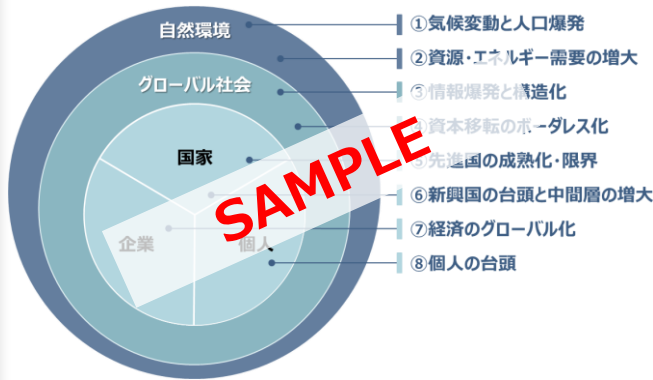 自然環境
グローバル社会
国家
企業
個人
①気候変動と人口爆発
②資源・エネルギー需要の増大
③情報爆発と構造化
④資本移転のボーダレス化
⑤先進国の成熟化・限界
⑥新興国の台頭と中間層の増大
⑦経済のグローバル化
⑧個人の台頭
SAMPLE